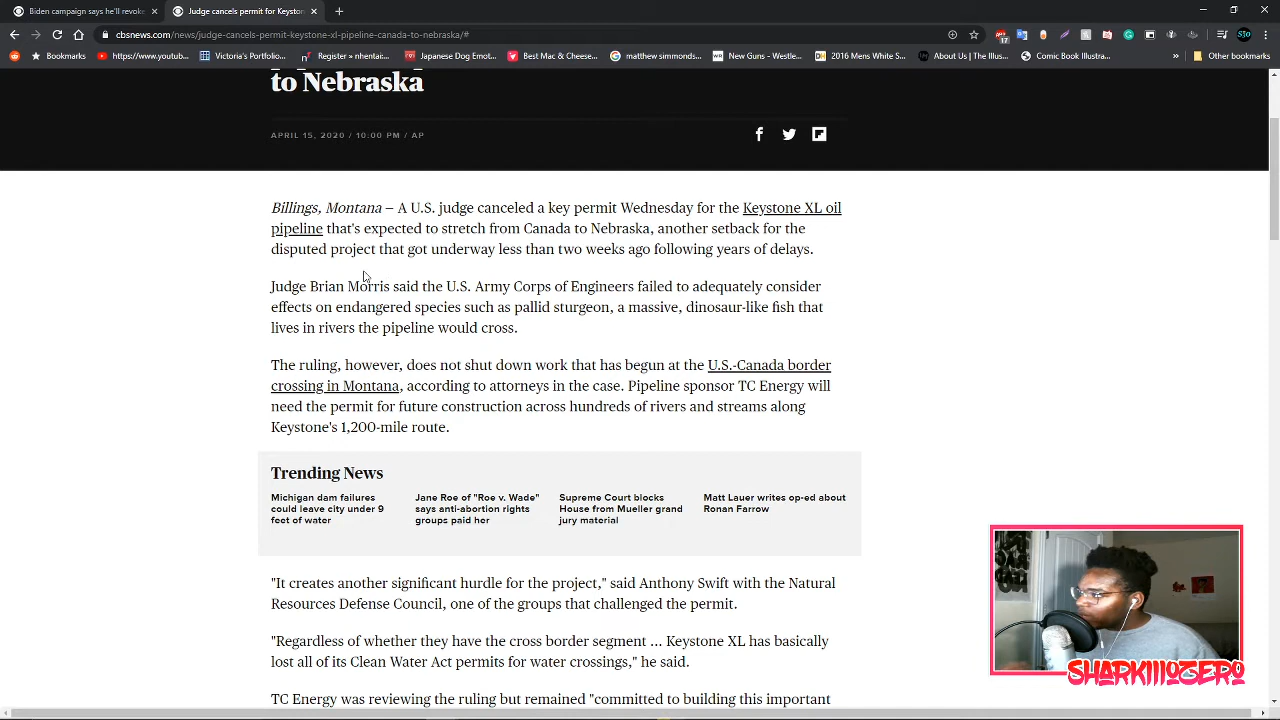 Biden campaign says he'll revoke
Judge cancels permit for Keyston
cbsnews.com/news/judge-cancels-permit-keystone-xl-pipeline-canada-to-nebraska/#
17
Bookmarks
https://www.youtub...
Victoria's Portfolio...
Register » nhentai:...
Japanese Dog Emot...
Best Mac & Cheese...
matthew simmonds...
New Guns - Westle...
2016 Mens White S...
About Us | The Illu...
Comic Book Illustra...
»
Other bookmarks
to Nebraska
APRIL 15, 2020 / 10:00 PM / AP
Billings, Montana – A U.S. judge canceled a key permit Wednesday for the Keystone XL oil
pipeline that's expected to stretch from Canada to Nebraska, another setback for the
disputed project that got underway less than two weeks ago following years of delays.
Judge Brian Morris said the U.S. Army Corps of Engineers failed to adequately consider
effects on endangered species such as pallid sturgeon, a massive, dinosaur-like fish that
lives in rivers the pipeline would cross.
The ruling, however, does not shut down work that has begun at the U.S.-Canada border
crossing in Montana, according to attorneys in the case. Pipeline sponsor TC Energy will
need the permit for future construction across hundreds of rivers and streams along
Keystone's 1,200-mile route.
Trending News
Michigan dam failures
could leave city under 9
feet of water
Jane Roe of "Roe v. Wade"
says anti-abortion rights
groups paid her
Supreme Court blocks
House from Mueller grand
jury material
Matt Lauer writes op-ed about
Ronan Farrow
"It creates another significant hurdle for the project," said Anthony Swift with the Natural
Resources Defense Council, one of the groups that challenged the permit.
"Regardless of whether they have the cross border segment ... Keystone XL has basically
lost all of its Clean Water Act permits for water crossings," he said.
TC Energy was reviewing the ruling but remained "committed to building this important